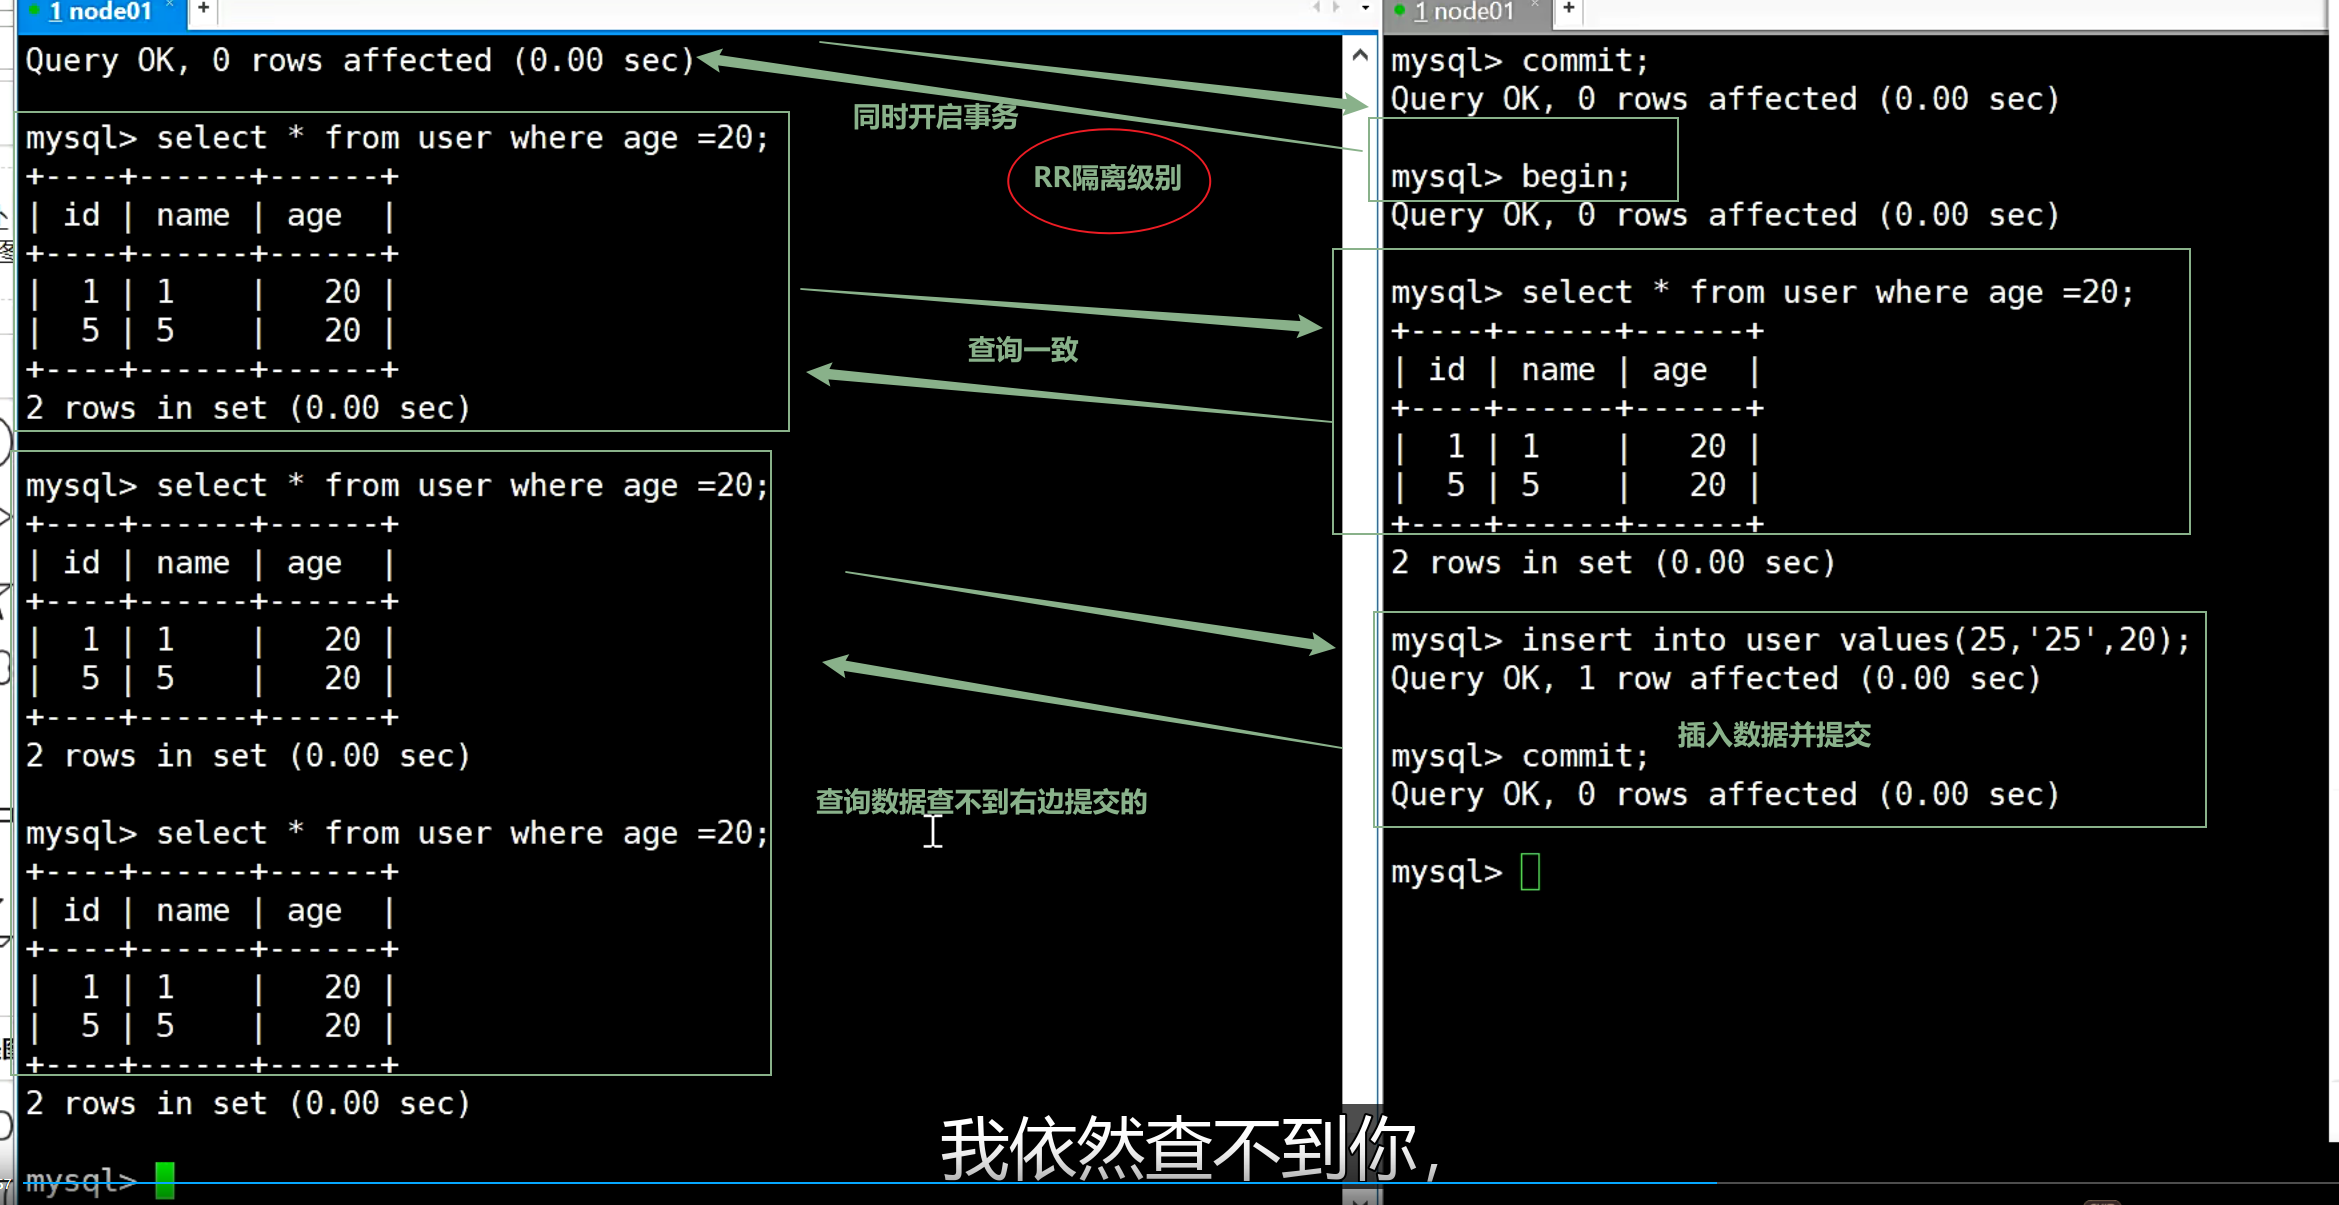 1 node01
Query OK, 0 rows affected (0.00 sec)
mysql> select * from user where age =20;
+----+------+------+
| id | name | age  |
+----+------+------+
|  1 | 1    |   20 |
|  5 | 5    |   20 |
+----+------+------+
2 rows in set (0.00 sec)
mysql> select * from user where age =20;
+----+------+------+
| id | name | age  |
+----+------+------+
|  1 | 1    |   20 |
|  5 | 5    |   20 |
+----+------+------+
2 rows in set (0.00 sec)
mysql> select * from user where age =20;
+----+------+------+
| id | name | age  |
+----+------+------+
|  1 | 1    |   20 |
|  5 | 5    |   20 |
+----+------+------+
2 rows in set (0.00 sec)
mysql>
同时开启事务
RR隔离级别
查询一致
查询数据查不到右边提交的
1 node01
mysql> commit;
Query OK, 0 rows affected (0.00 sec)
mysql> begin;
Query OK, 0 rows affected (0.00 sec)
mysql> select * from user where age =20;
+----+------+------+
| id | name | age  |
+----+------+------+
|  1 | 1    |   20 |
|  5 | 5    |   20 |
+----+------+------+
2 rows in set (0.00 sec)
mysql> insert into user values(25,'25',20);
Query OK, 1 row affected (0.00 sec)
插入数据并提交
mysql> commit;
Query OK, 0 rows affected (0.00 sec)
mysql>
我依然查不到你,